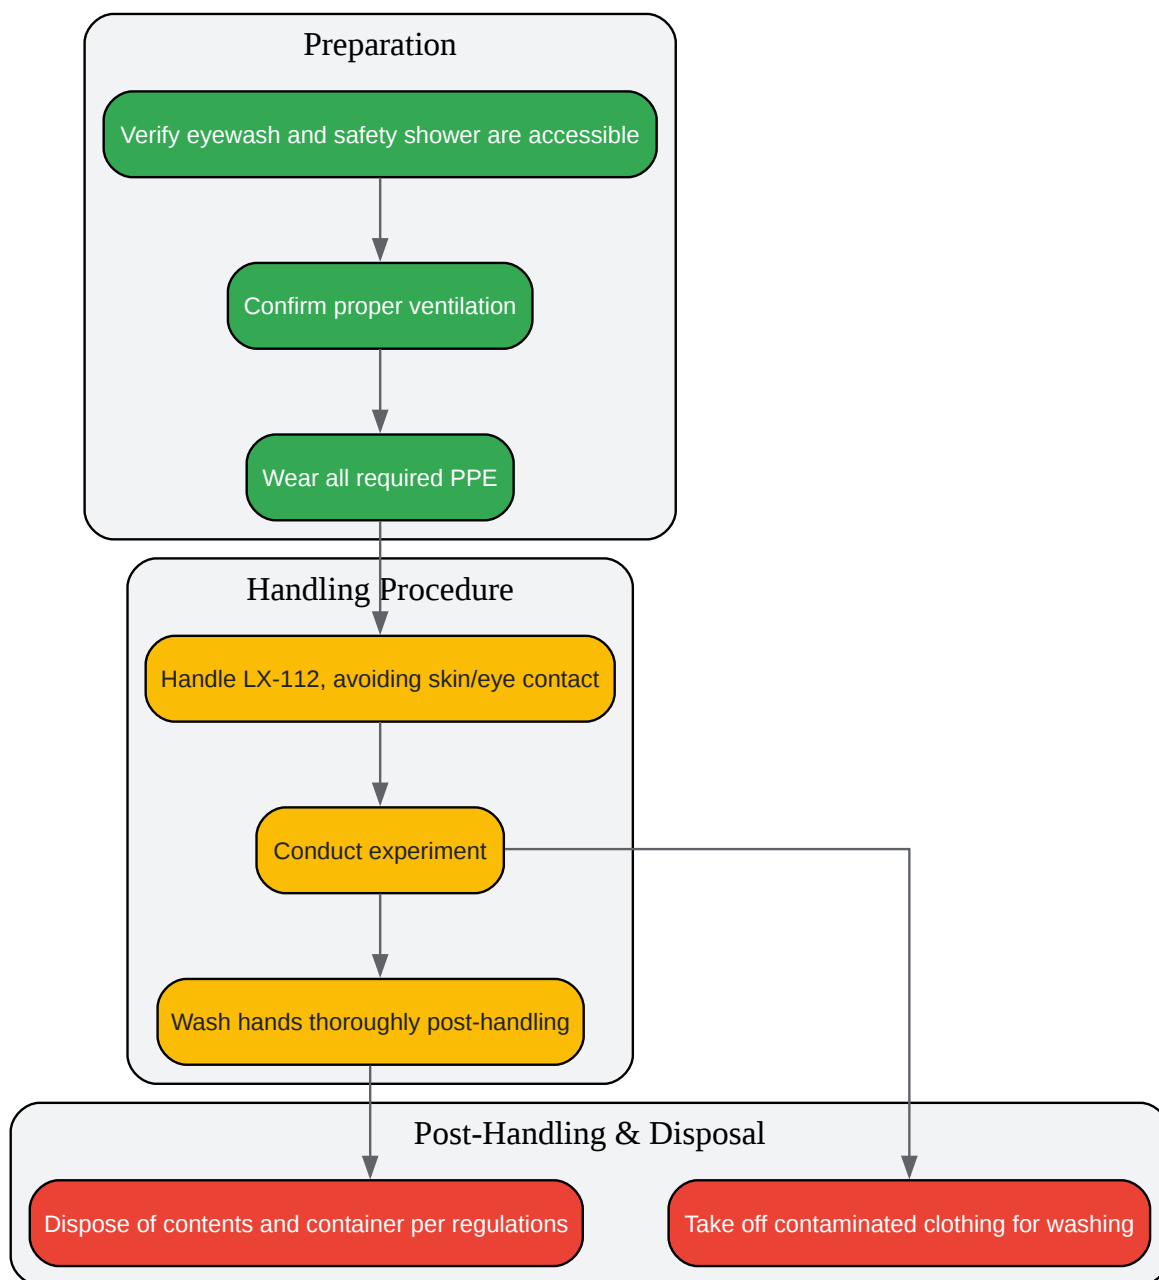 Preparation
Verify eyewash and safety shower are accessible
Confirm proper ventilation
Wear all required PPE
Handling Procedure
Handle LX-112, avoiding skin/eye contact
Conduct experiment
Wash hands thoroughly post-handling
Post-Handling & Disposal
Dispose of contents and container per regulations
Take off contaminated clothing for washing